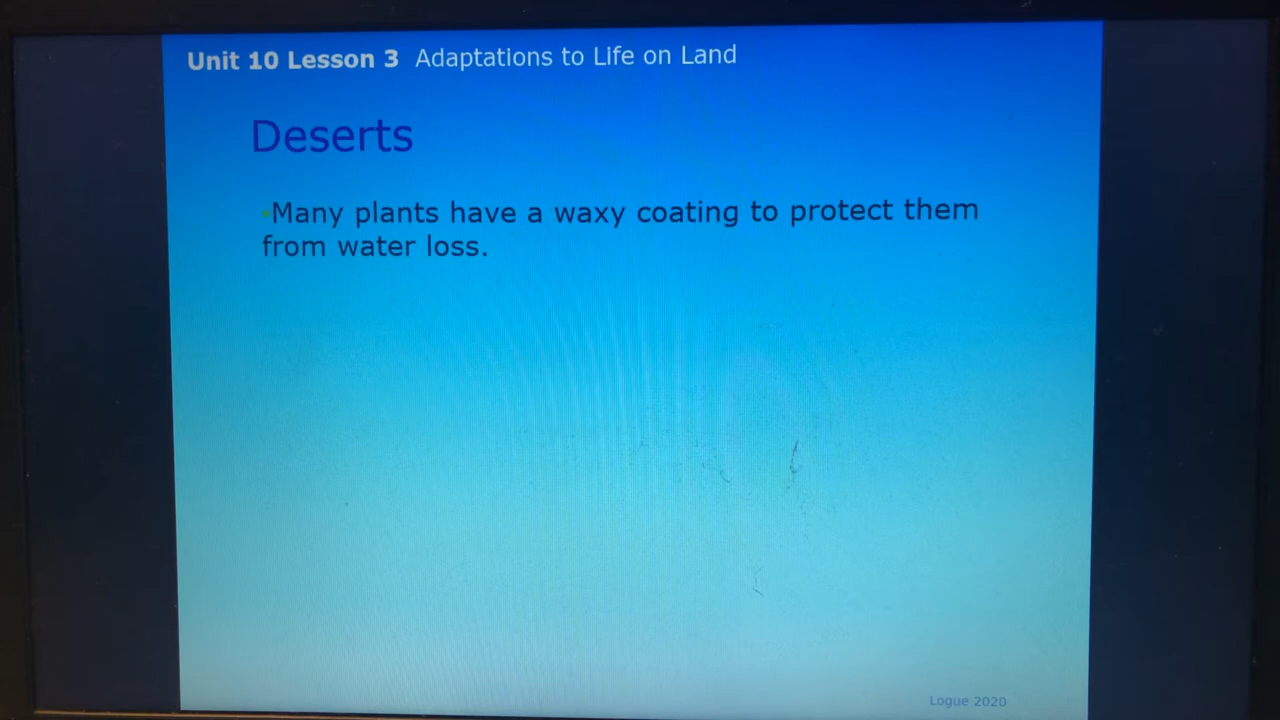 Unit 10 Lesson 3 Adaptations to Life on Land
Deserts
•Many plants have a waxy coating to protect them
from water loss.
Logue 2020